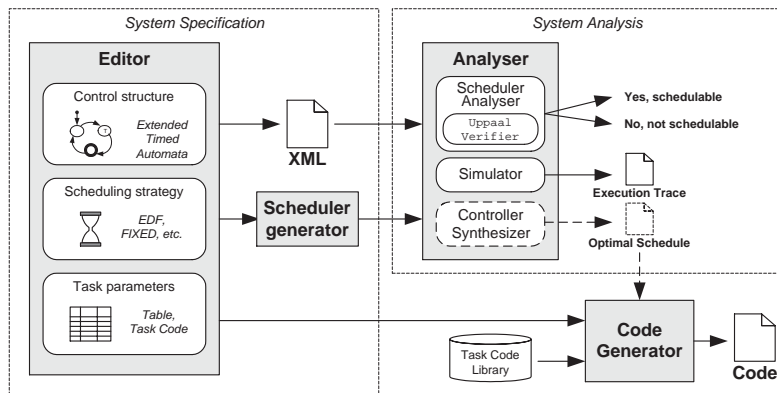 System Specification
Editor
Control structure
T
Extended
Timed
Automata
Scheduling strategy
EDF,
FIXED, etc.
Task parameters
Table,
Task Code
XML
Scheduler
generator
System Analysis
Analyser
Scheduler
Analyser
Uppaal
Verifier
Yes, schedulable
No, not schedulable
Simulator
Execution Trace
Controller
Synthesizer
Optimal Schedule
Task Code
Library
Code
Generator
Code